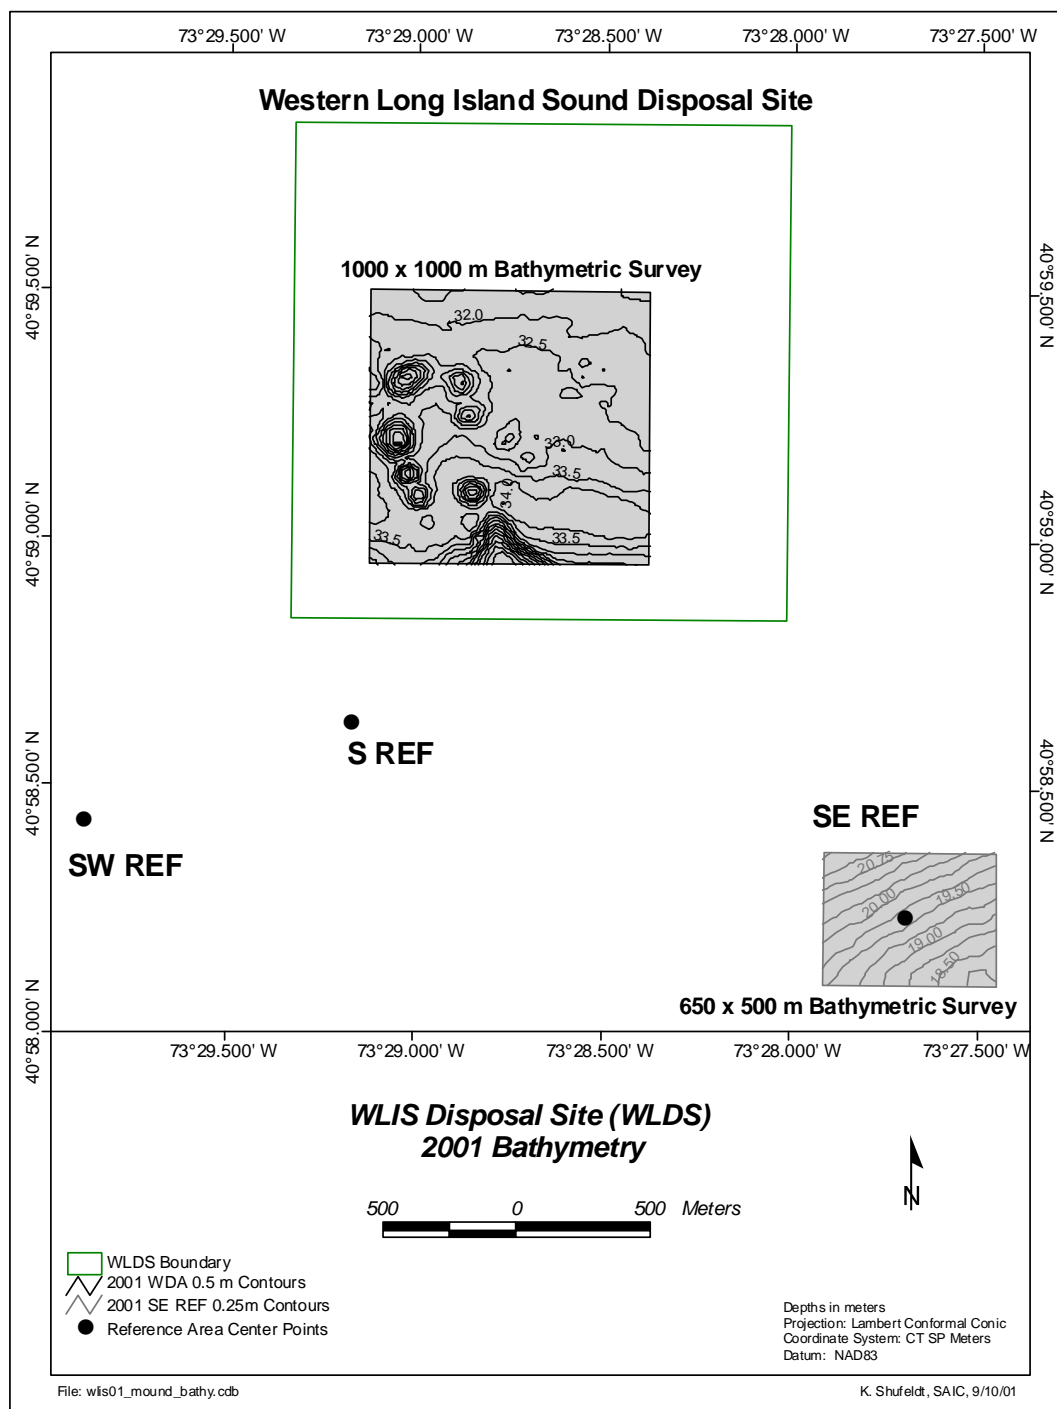 73°29.500' W 73°29.000' W 73°28.500' W 73°28.000' W 73°27.500' W
Western Long Island Sound Disposal Site
40°59.500' N
40°59.500' N
1000 x 1000 m Bathymetric Survey
32.0
32.5
33.0
33.5
34.0
33.5
33.5
40°59.000' N
40°59.000' N
S REF
40°58.500' N
40°58.500' N
SE REF
SW REF
20.75
20.00
19.50
19.00
18.50
650 x 500 m Bathymetric Survey
40°58.000' N
73°29.500' W 73°29.000' W 73°28.500' W 73°28.000' W 73°27.500' W
WLIS Disposal Site (WLDS)
2001 Bathymetry
N
500 0 500 Meters
WLDS Boundary
2001 WDA 0.5 m Contours
2001 SE REF 0.25m Contours
Reference Area Center Points
Depths in meters
Projection: Lambert Conformal Conic
Coordinate System: CT SP Meters
Datum: NAD83
File: wlis01_mound_bathy.cdb
K. Shufeldt, SAIC, 9/10/01